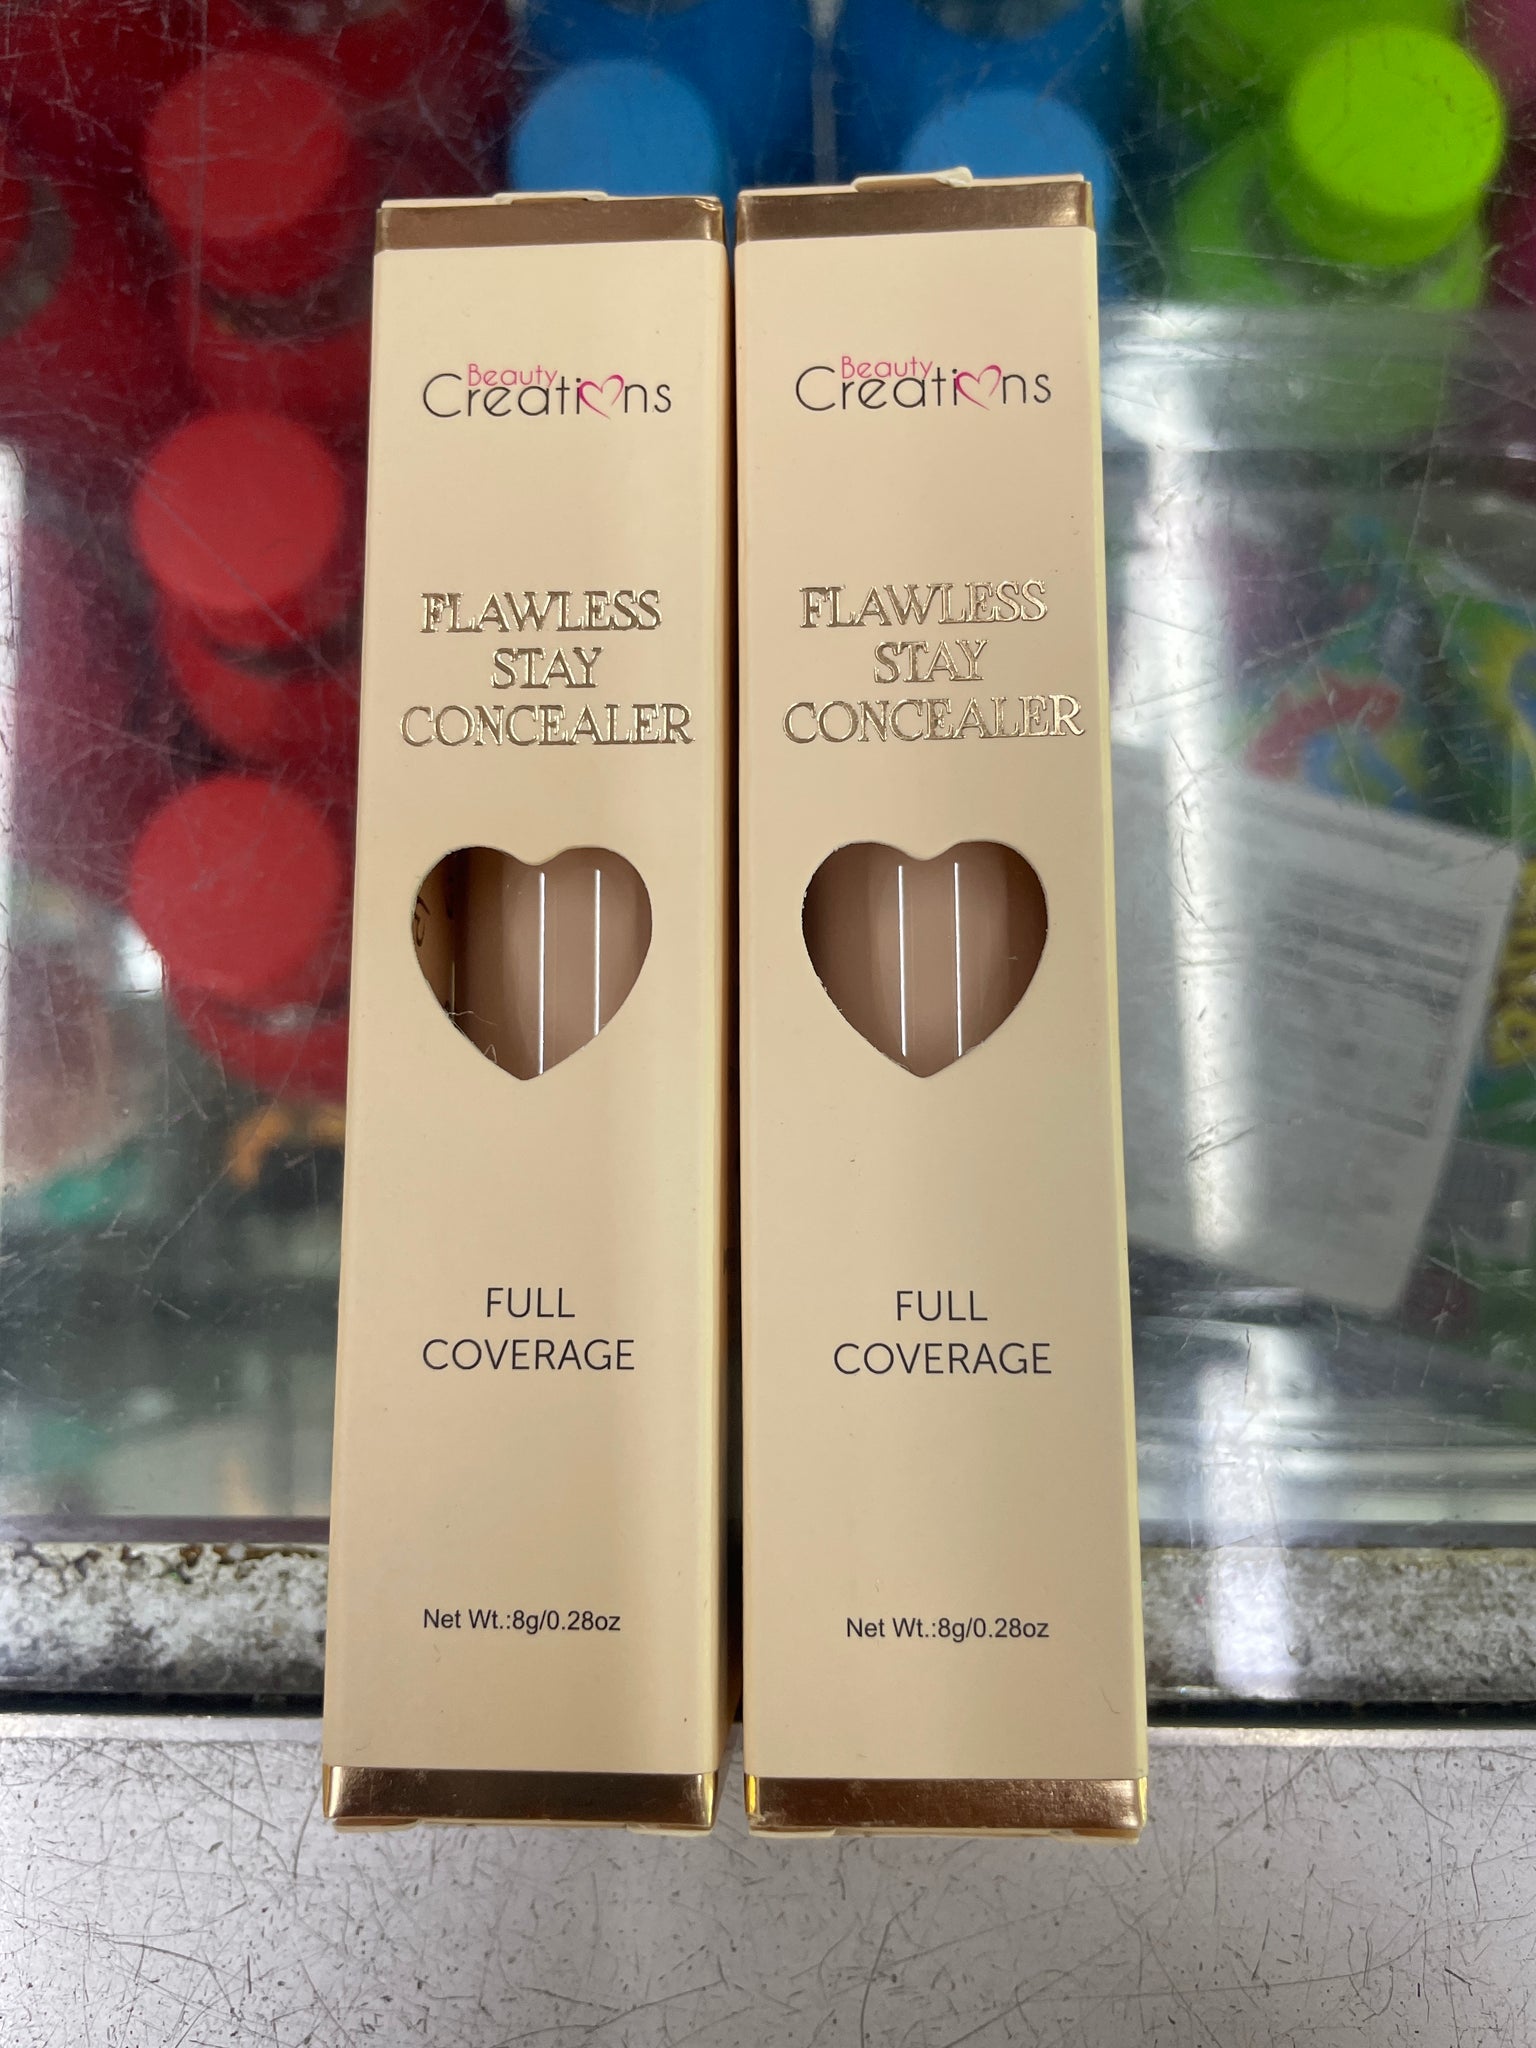 Beauty
Creations
FLAWLESS
STAY
CONCEALER
FULL
COVERAGE
Net Wt.:8g/0.28oz
Beauty
Creations
FLAWLESS
STAY
CONCEALER
FULL
COVERAGE
Net Wt.:8g/0.28oz